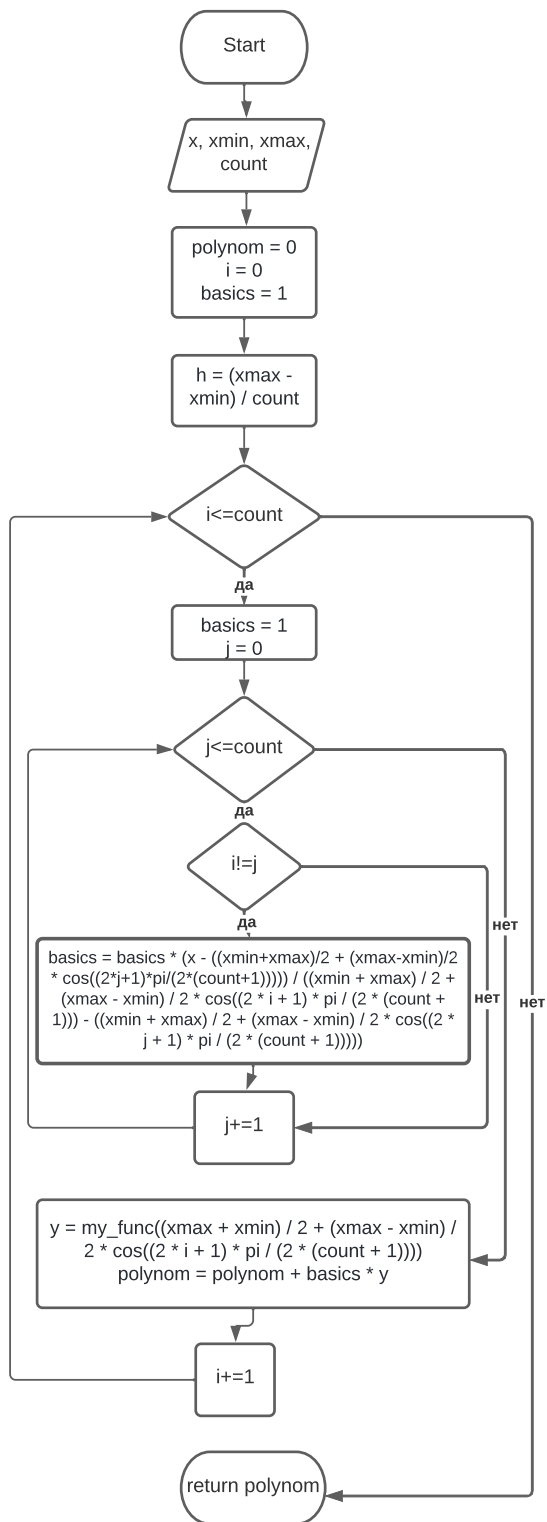 Start
x, xmin, xmax,
count
polynom = 0
i = 0
basics = 1
h = (xmax -
xmin) / count
i<=count
да
basics = 1
j = 0
j<=count
да
i!=j
да
нет
basics = basics * (x - ((xmin+xmax)/2 + (xmax-xmin)/2
* cos((2*j+1)*pi/(2*(count+1))))) / ((xmin + xmax) / 2 +
(xmax - xmin) / 2 * cos((2 * i + 1) * pi / (2 * (count +
1))) - ((xmin + xmax) / 2 + (xmax - xmin) / 2 * cos((2 *
j + 1) * pi / (2 * (count + 1)))))
нет
нет
j+=1
y = my_func((xmax + xmin) / 2 + (xmax - xmin) /
2 * cos((2 * i + 1) * pi / (2 * (count + 1))))
polynom = polynom + basics * y
i+=1
return polynom